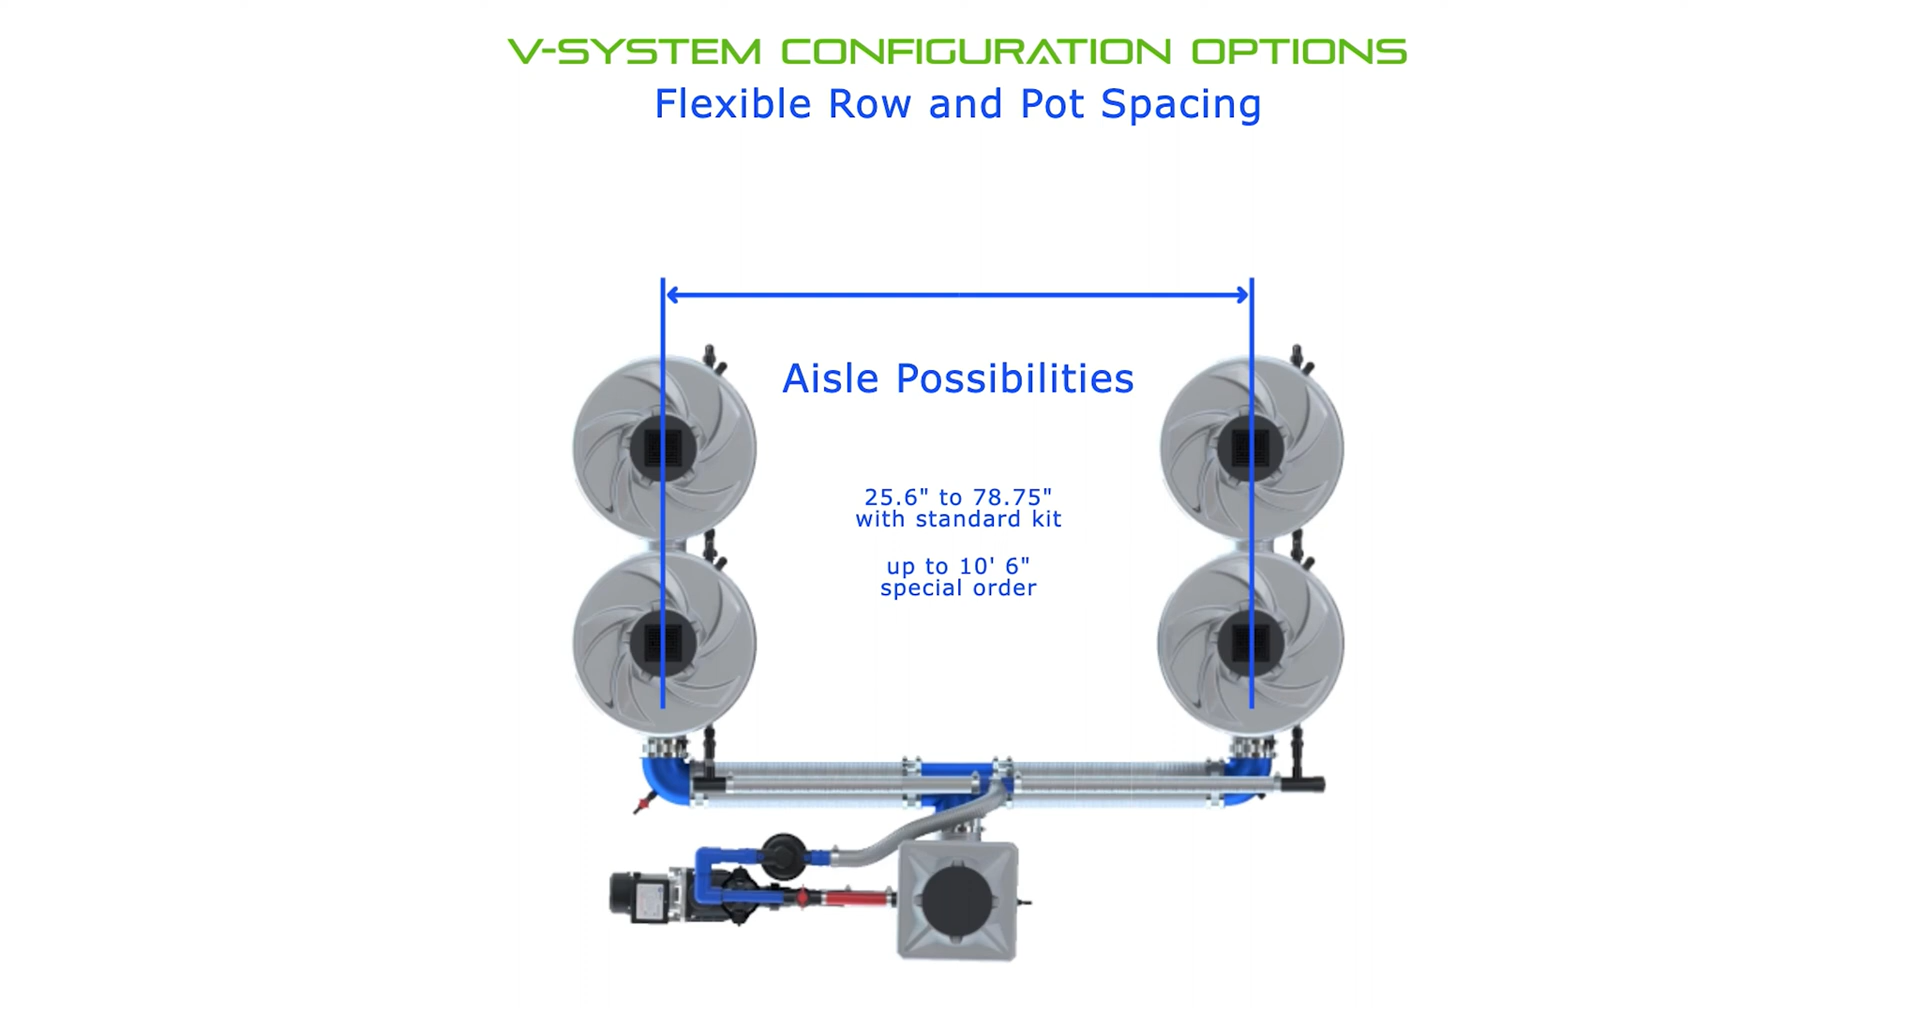 V-SYSTEM CONFIGURATION OPTIONS
Flexible Row and Pot Spacing
Aisle Possibilities
25.6" to 78.75"
with standard kit
up to 10' 6"
special order